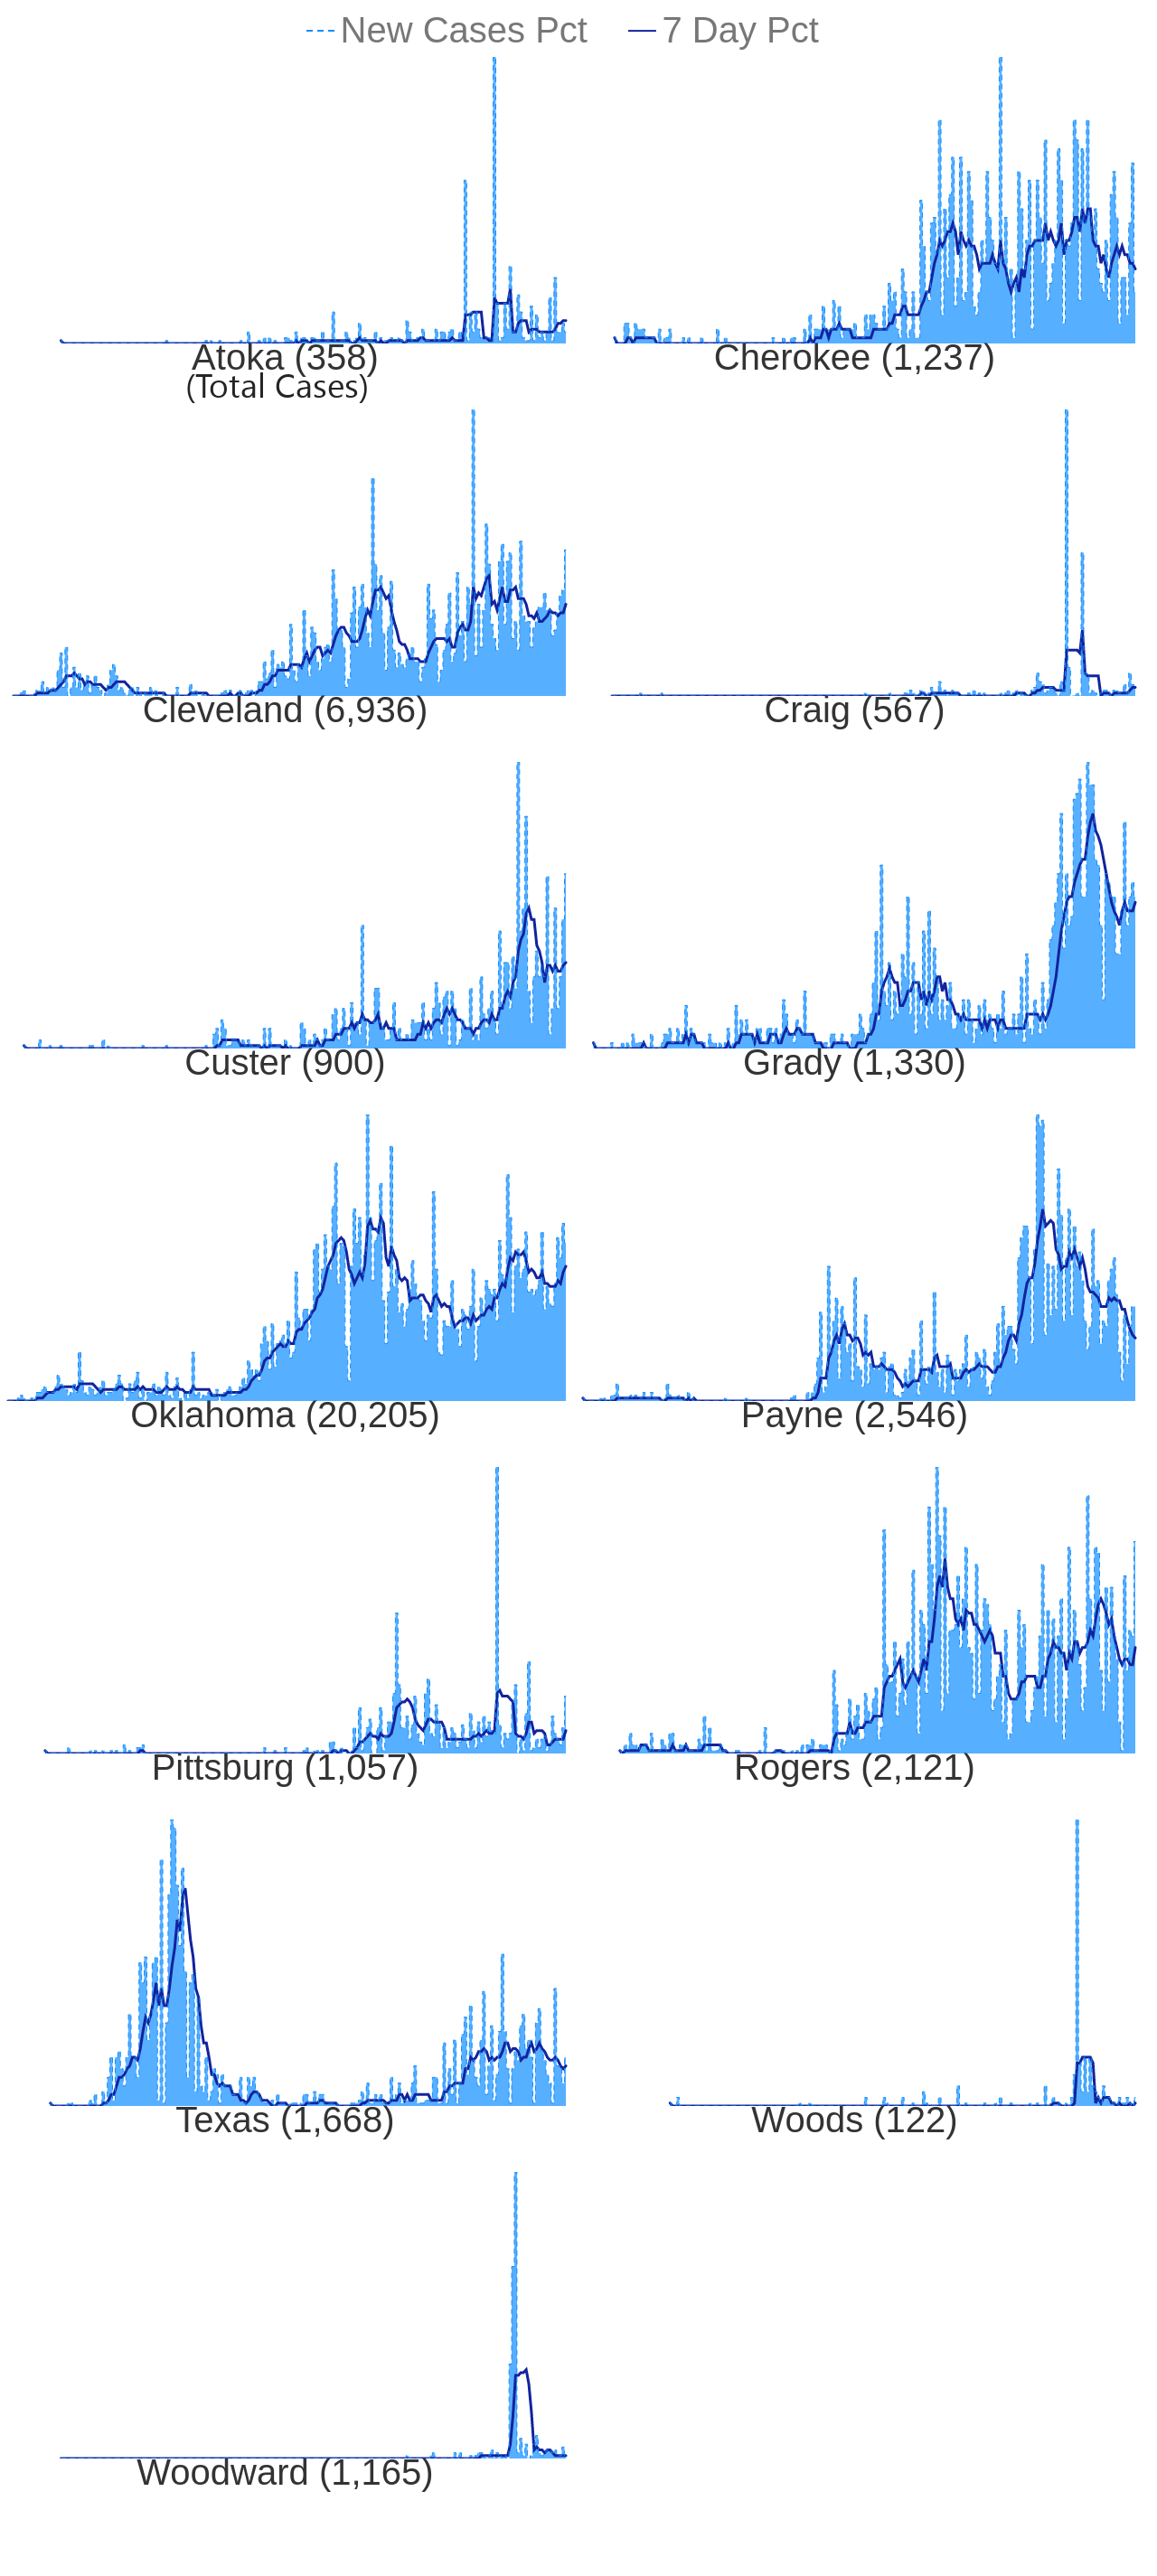 New Cases Pct 7 Day Pct
Atoka (358) Cherokee (1,237)
(Total Cases)
Cleveland (6,936) Craig (567)
Custer (900) Grady (1,330)
Oklahoma (20,205) Payne (2,546)
Pittsburg (1,057) Rogers (2,121)
Texas (1,668) Woods (122)
Woodward (1,165)